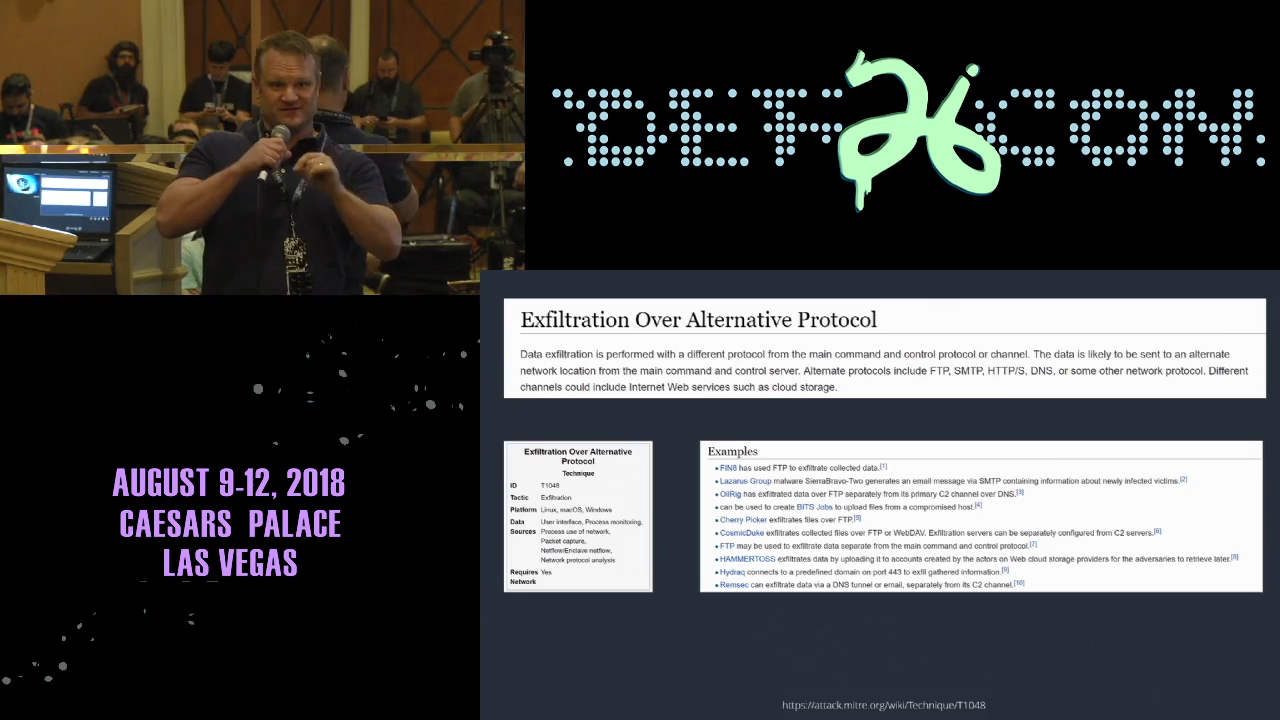 DEF 26 CON
Exfiltration Over Alternative Protocol
Data exfiltration is performed with a different protocol from the main command and control protocol or channel. The data is likely to be sent to an alternate
network location from the main command and control server. Alternate protocols include FTP, SMTP, HTTP/S, DNS, or some other network protocol. Different
channels could include Internet Web services such as cloud storage.
AUGUST 9-12, 2018
CAESARS PALACE
LAS VEGAS
Exfiltration Over Alternative
Protocol
Technique
ID T1048
Tactic Exfiltration
Platform Linux, macOS, Windows
Data User interface, Process monitoring,
Sources Process use of network,
Packet capture,
Netflow/Enclave netflow,
Network protocol analysis
Requires Yes
Network
Examples
• FIN8 has used FTP to exfiltrate collected data.[1]
• Lazarus Group malware SierraBravo-Two generates an email message via SMTP containing information about newly infected victims.[2]
• OilRig has exfiltrated data over FTP separately from its primary C2 channel over DNS.[3]
• can be used to create BITS Jobs to upload files from a compromised host.[4]
• Cherry Picker exfiltrates files over FTP.[5]
• CosmicDuke exfiltrates collected files over FTP or WebDAV. Exfiltration servers can be separately configured from C2 servers.[6]
• FTP may be used to exfiltrate data separate from the main command and control protocol.[7]
• HAMMERTOSS exfiltrates data by uploading it to accounts created by the actors on Web cloud storage providers for the adversaries to retrieve later.[8]
• Hydraq connects to a predefined domain on port 443 to exfil gathered information.[9]
• Remsec can exfiltrate data via a DNS tunnel or email, separately from its C2 channel.[10]
https://attack.mitre.org/wiki/Technique/T1048